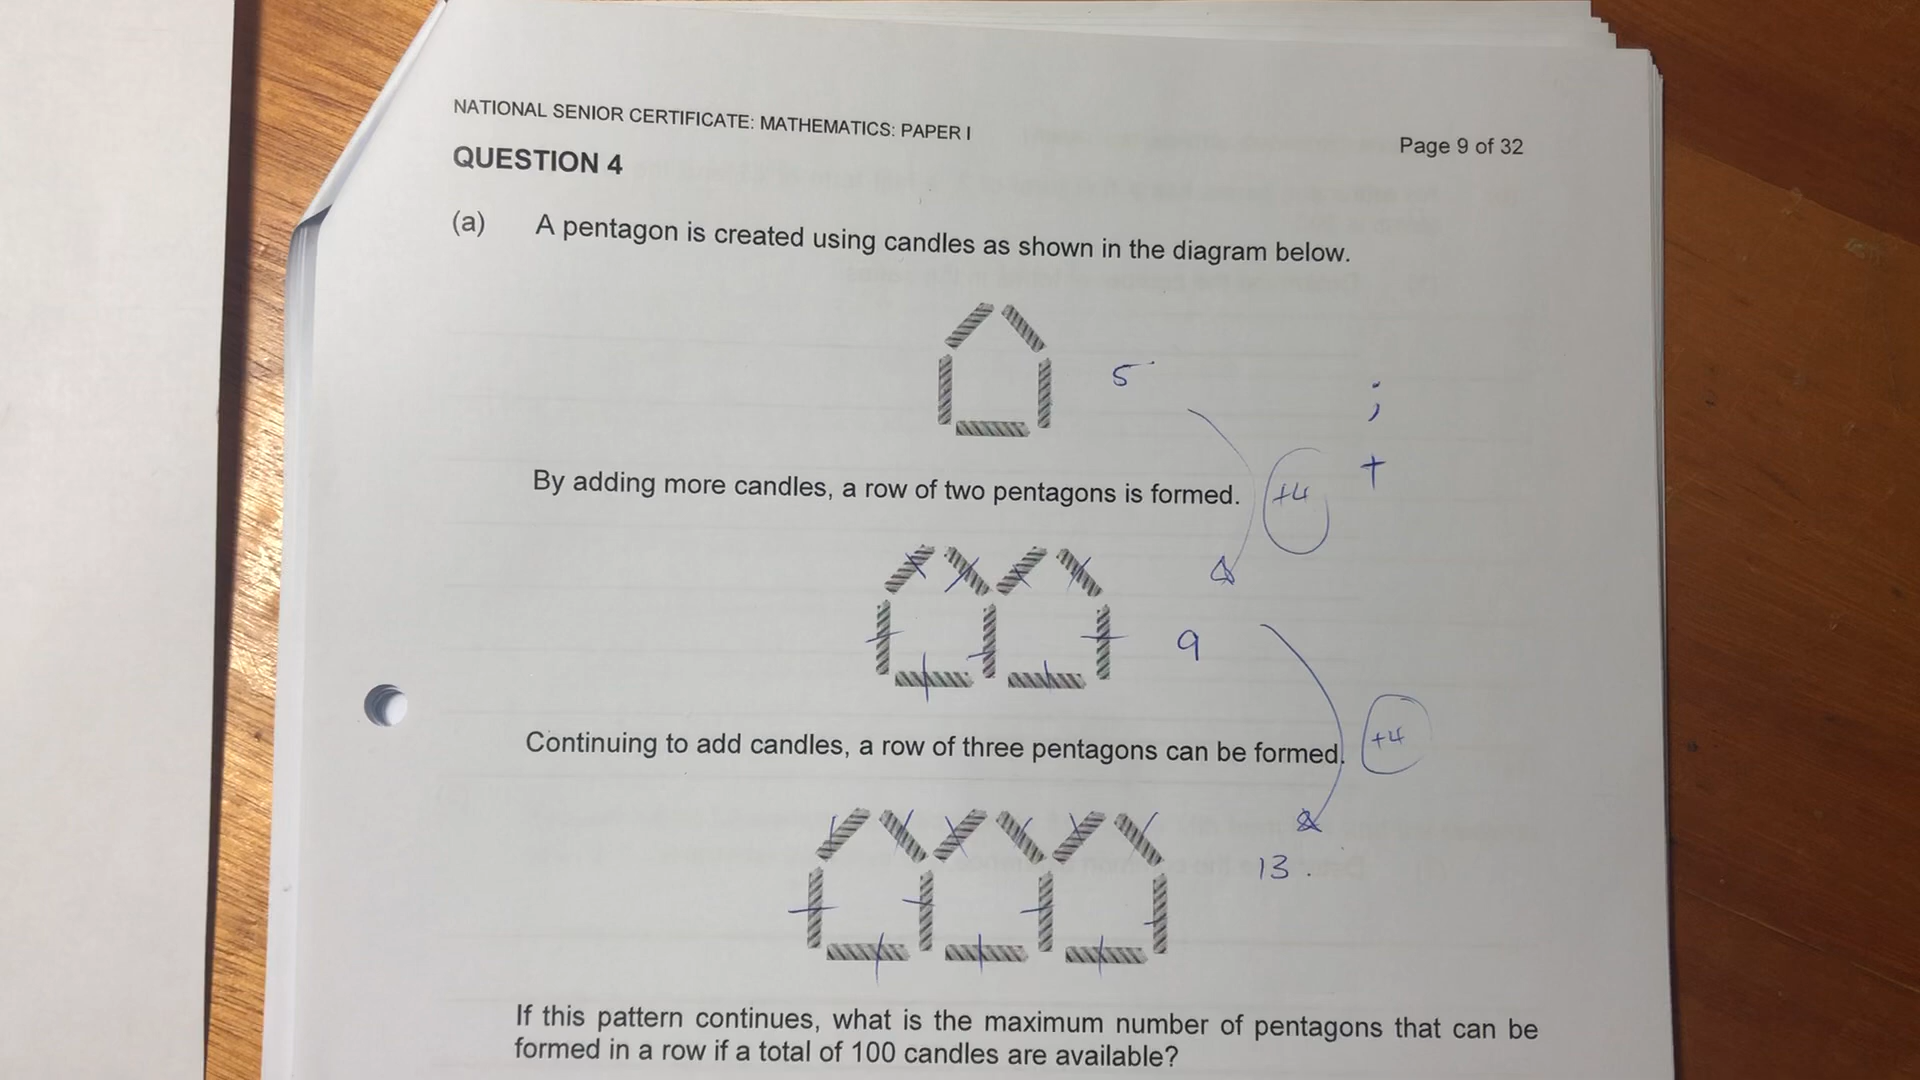 NATIONAL SENIOR CERTIFICATE: MATHEMATICS: PAPER I
Page 9 of 32
QUESTION 4
(a) A pentagon is created using candles as shown in the diagram below.
5
;
+
By adding more candles, a row of two pentagons is formed.
+4
9
Continuing to add candles, a row of three pentagons can be formed.
+4
13.
If this pattern continues, what is the maximum number of pentagons that can be
formed in a row if a total of 100 candles are available?